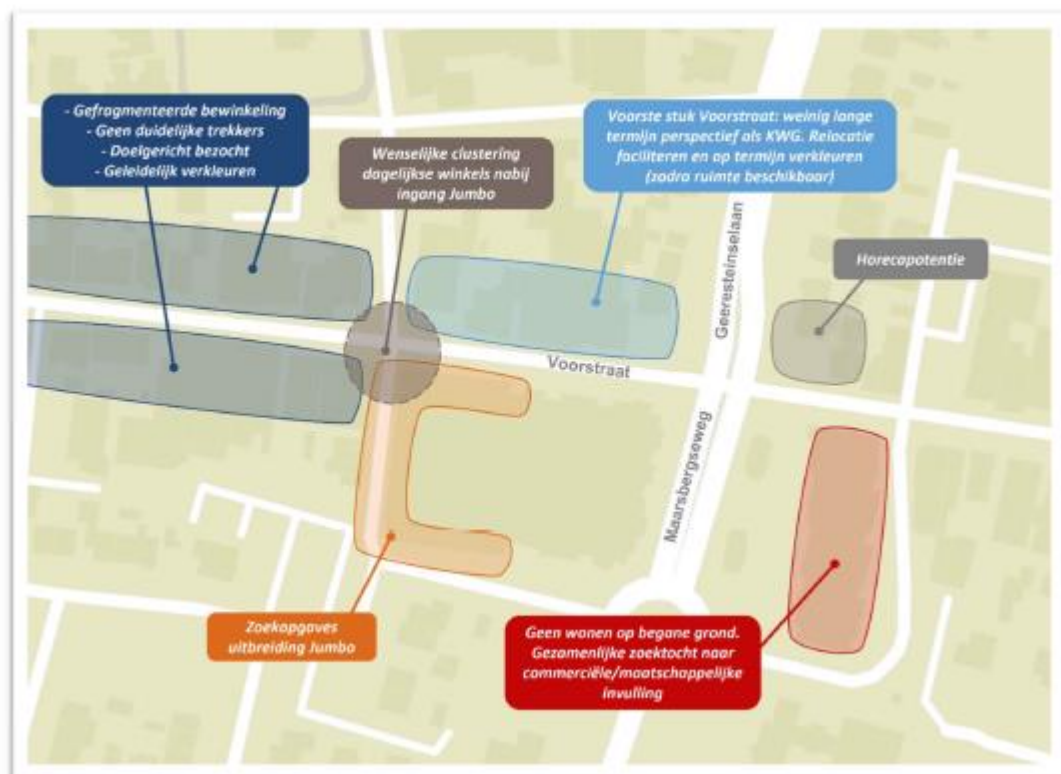 - Gefragmenteerde bewinkeling
- Geen duidelijke trekkers
- Doelgericht bezocht
- Geleidelijk verkleuren
Wenselijke clustering
dagelijkse winkels nabij
ingang Jumbo
Voorste stuk Voorstraat: weinig lange
termijn perspectief als KWG. Relocatie
faciliteren en op termijn verkleuren
(zodra ruimte beschikbaar)
Geeresteinselaan
Horecapotentie
Voorstraat
Maarsbergseweg
Zoekopgaves
uitbreiding Jumbo
Geen wonen op begane grond.
Gezamenlijke zoektocht naar
commerciële/maatschappelijke
invulling